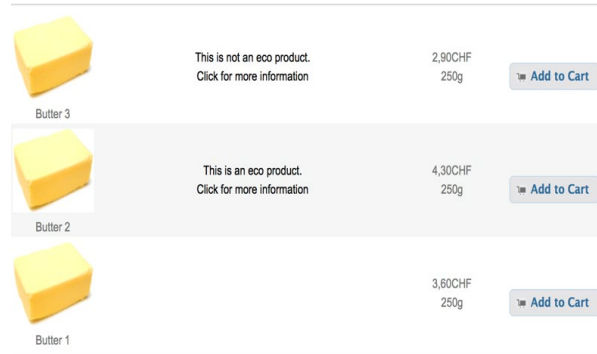 This is not an eco product.
2,90CHF
Click for more information
250g
Add to Cart
Butter 3
This is an eco product.
4,30CHF
Click for more information
250g
Add to Cart
Butter 2
3,60CHF
250g
Add to Cart
Butter 1